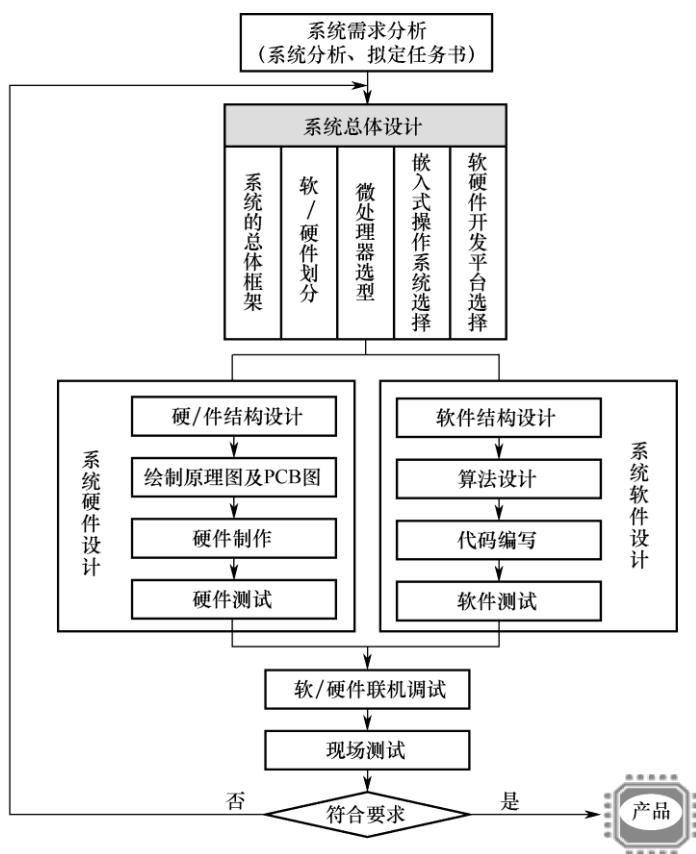 系统需求分析
(系统分析、拟定任务书)
系统总体设计
系统的总体框架
软/硬件划分
微处理器选型
嵌入式操作系统选择
软硬件开发平台选择
系统硬件设计
硬/件结构设计
绘制原理图及PCB图
硬件制作
硬件测试
软件结构设计
算法设计
代码编写
软件测试
系统软件设计
软/硬件联机调试
现场测试
否
符合要求
是
产品